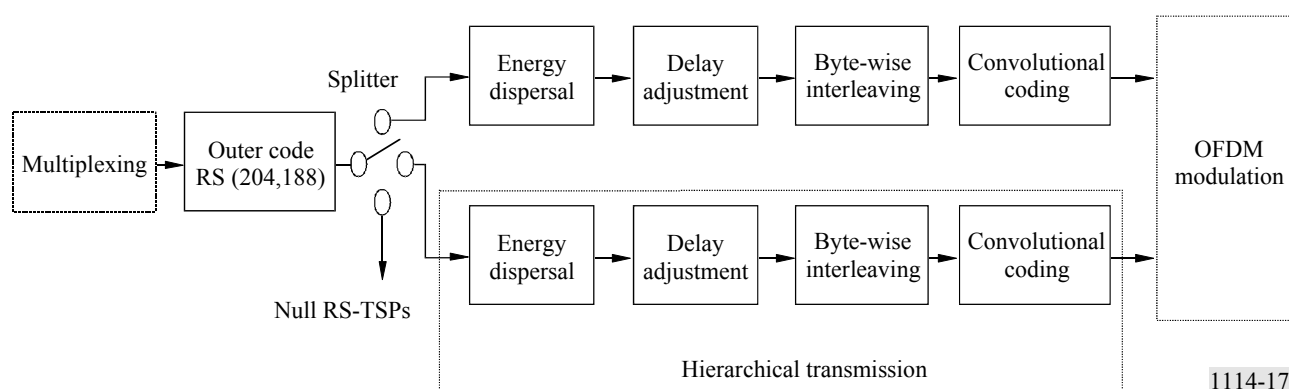 Splitter
Energy
dispersal
Delay
adjustment
Byte-wise
interleaving
Convolutional
coding
Multiplexing
Outer code
RS (204,188)
OFDM
modulation
Energy
dispersal
Delay
adjustment
Byte-wise
interleaving
Convolutional
coding
Null RS-TSPs
Hierarchical transmission
1114-17